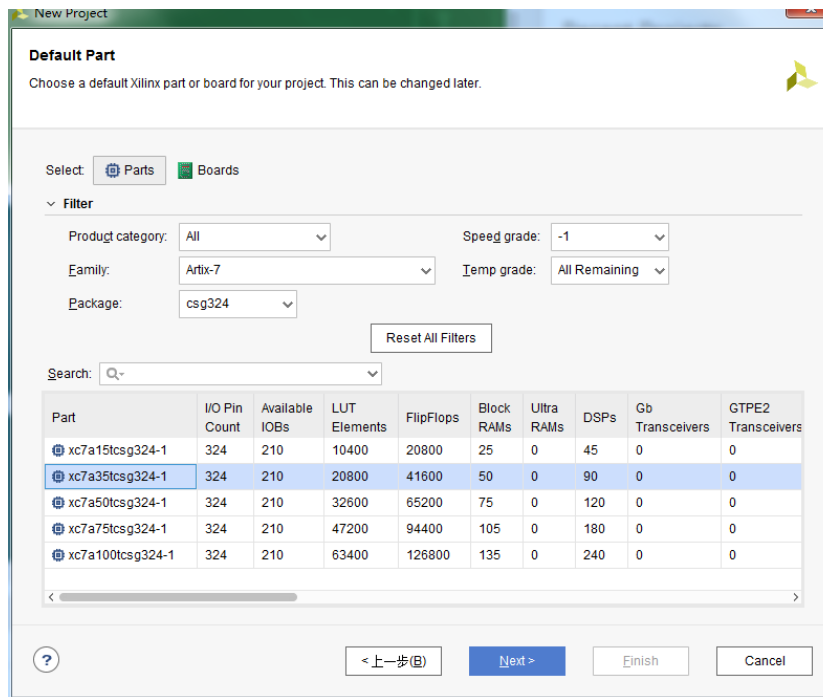 New Project
Default Part
Choose a default Xilinx part or board for your project. This can be changed later.
Select: Parts Boards
Filter
Product category: All Speed grade: -1
Family: Artix-7 Temp grade: All Remaining
Package: csg324
Reset All Filters
Search: Q-
Part I/O Pin Count Available IOBs LUT Elements FlipFlops Block RAMs Ultra RAMs DSPs Gb Transceivers GTPE2 Transceivers
xc7a15tcsg324-1 324 210 10400 20800 25 0 45 0 0
xc7a35tcsg324-1 324 210 20800 41600 50 0 90 0 0
xc7a50tcsg324-1 324 210 32600 65200 75 0 120 0 0
xc7a75tcsg324-1 324 210 47200 94400 105 0 180 0 0
xc7a100tcsg324-1 324 210 63400 126800 135 0 240 0 0
? <上一步(B) Next > Finish Cancel